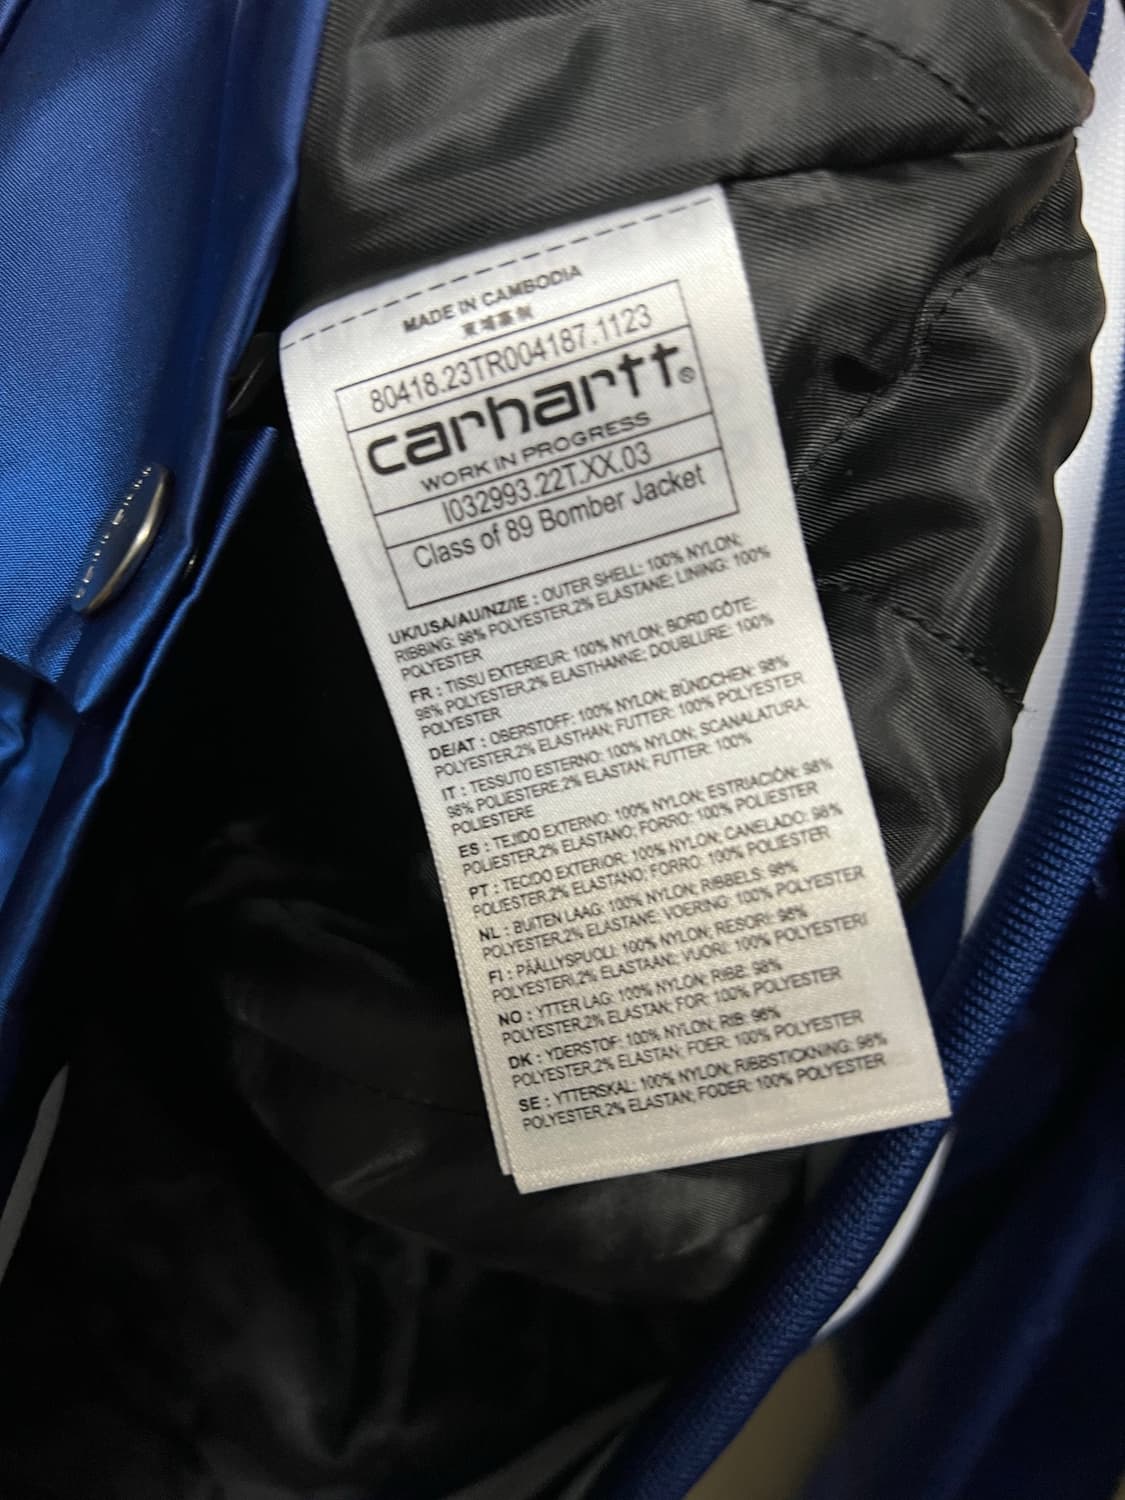 MADE IN CAMBODIA
柬埔寨製
80418.23TR004187.1123
carhartt®
WORK IN PROGRESS
I032993.22T.XX.03
Class of 89 Bomber Jacket
UK/USA/AU/NZ/IE : OUTER SHELL: 100% NYLON;
RIBBING: 98% POLYESTER,2% ELASTANE; LINING: 100%
POLYESTER
FR : TISSU EXTERIEUR: 100% NYLON; BORD CÔTE:
98% POLYESTER,2% ELASTHANNE; DOUBLURE: 100%
POLYESTER
DE/AT : OBERSTOFF: 100% NYLON; BÜNDCHEN: 98%
POLYESTER,2% ELASTHAN; FUTTER: 100% POLYESTER
IT : TESSUTO ESTERNO: 100% NYLON; SCANALATURA:
98% POLIESTERE,2% ELASTAN; FUTTER: 100%
POLIESTERE
ES : TEJIDO EXTERNO: 100% NYLON; ESTRIACIÓN: 98%
POLIESTER,2% ELASTANO; FORRO: 100% POLIESTER
PT : TECIDO EXTERIOR: 100% NYLON; CANELADO: 98%
POLIESTER,2% ELASTANO; FORRO: 100% POLIESTER
NL : BUITEN LAAG: 100% NYLON; RIBBELS: 98%
POLYESTER,2% ELASTANE; VOERING: 100% POLYESTER
FI : PÄÄLLYSPUOLI: 100% NYLON; RESORI: 98%
POLYESTERI,2% ELASTAANI; VUORI: 100% POLYESTERI
NO : YTTER LAG: 100% NYLON; RIBB: 98%
POLYESTER,2% ELASTAN; FOR: 100% POLYESTER
DK : YDERSTOF: 100% NYLON; RIB: 98%
POLYESTER,2% ELASTAN; FOER: 100% POLYESTER
SE : YTTERSKAL: 100% NYLON; RIBBSTICKNING: 98%
POLYESTER,2% ELASTAN; FODER: 100% POLYESTER